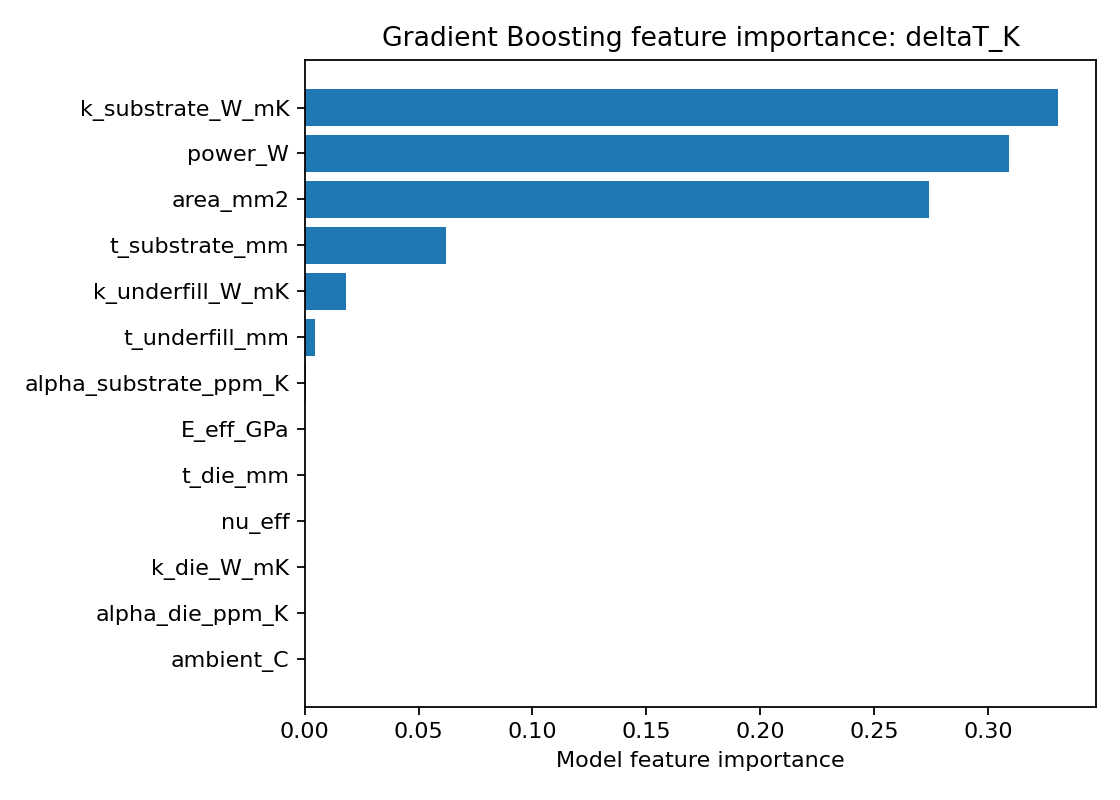 Gradient Boosting feature importance: deltaT_K
k_substrate_W_mK
power_W
area_mm2
t_substrate_mm
k_underfill_W_mK
t_underfill_mm
alpha_substrate_ppm_K
E_eff_GPa
t_die_mm
nu_eff
k_die_W_mK
alpha_die_ppm_K
ambient_C
0.00 0.05 0.10 0.15 0.20 0.25 0.30
Model feature importance